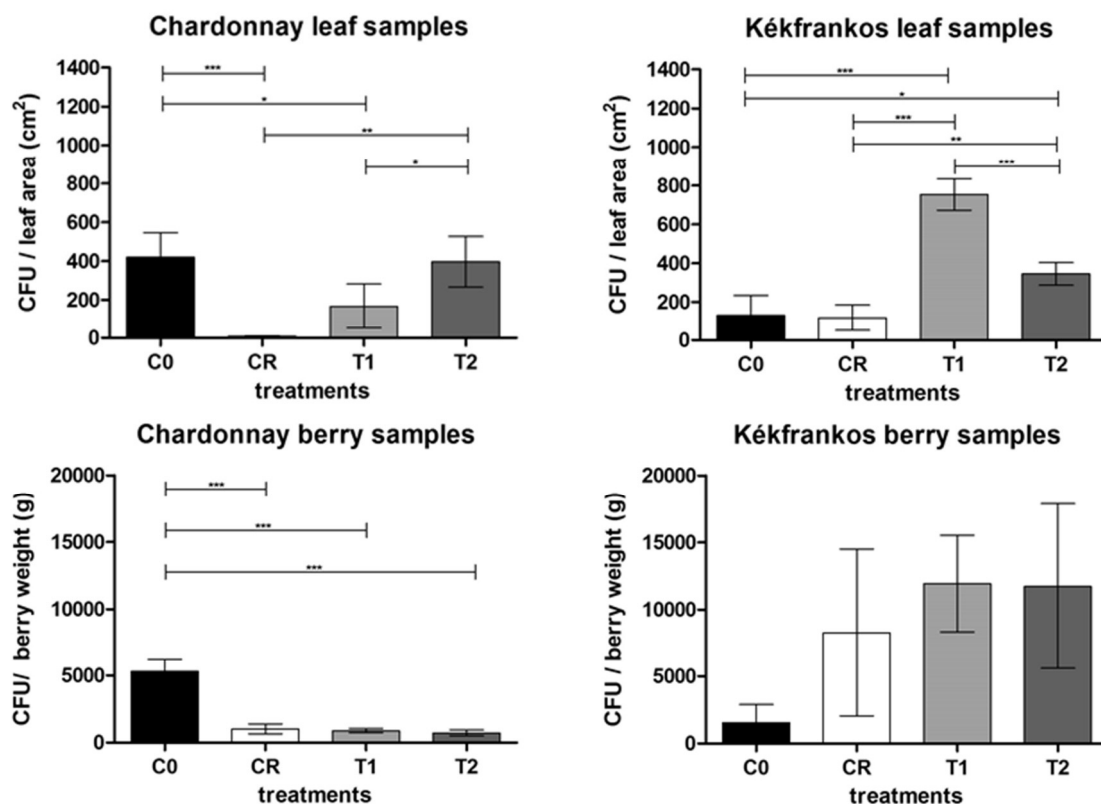 Chardonnay leaf samples
CFU / leaf area (cm²)
1400
1200
1000
800
600
400
200
0
***
*
**
*
C0 CR T1 T2
treatments
Kékfrankos leaf samples
CFU / leaf area (cm²)
1400
1200
1000
800
600
400
200
0
***
*
***
**
***
C0 CR T1 T2
treatments
Chardonnay berry samples
CFU/ berry weight (g)
20000
15000
10000
5000
0
***
***
***
C0 CR T1 T2
treatments
Kékfrankos berry samples
CFU / berry weight (g)
20000
15000
10000
5000
0
C0 CR T1 T2
treatments